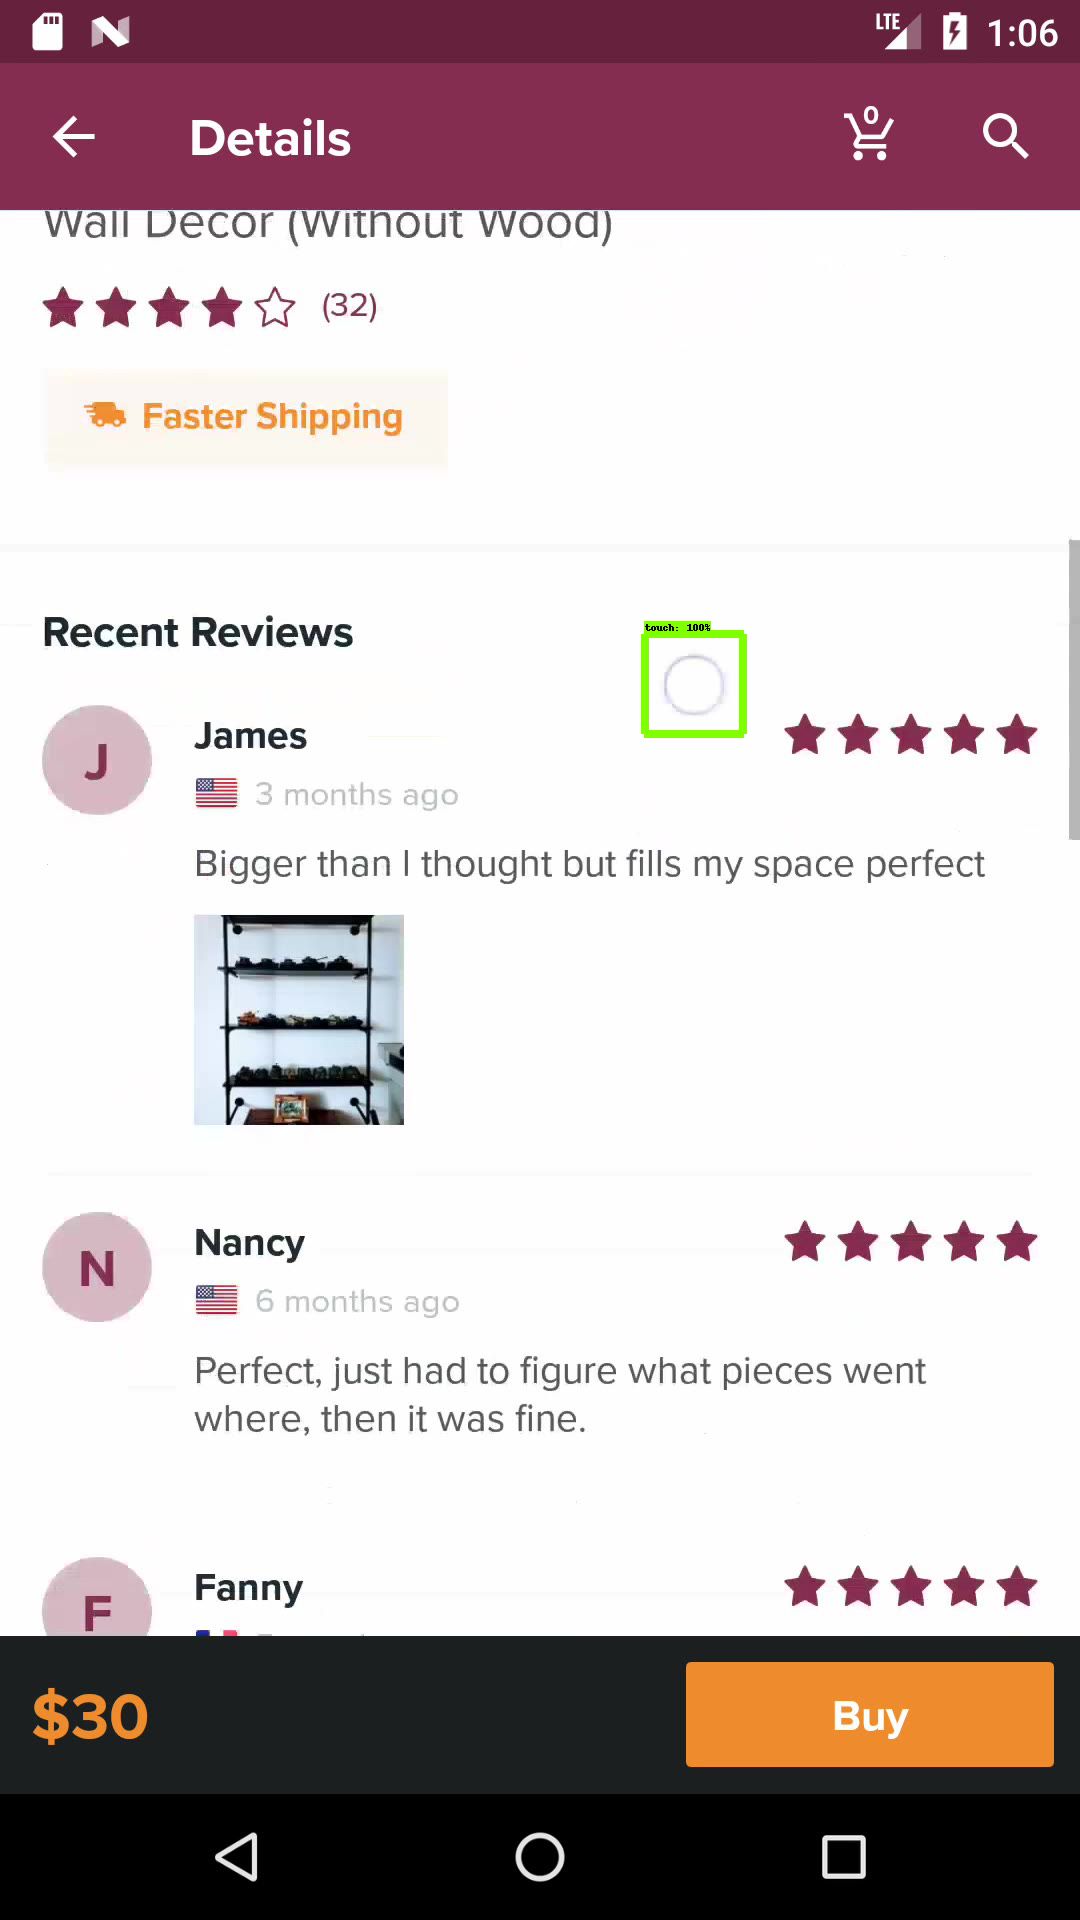 LTE 1:06
Details
0
Wall Decor (Without Wood)
(32)
Faster Shipping
Recent Reviews
touch: 100%
J
James
3 months ago
Bigger than I thought but fills my space perfect
N
Nancy
6 months ago
Perfect, just had to figure what pieces went
where, then it was fine.
F
Fanny
$30
Buy